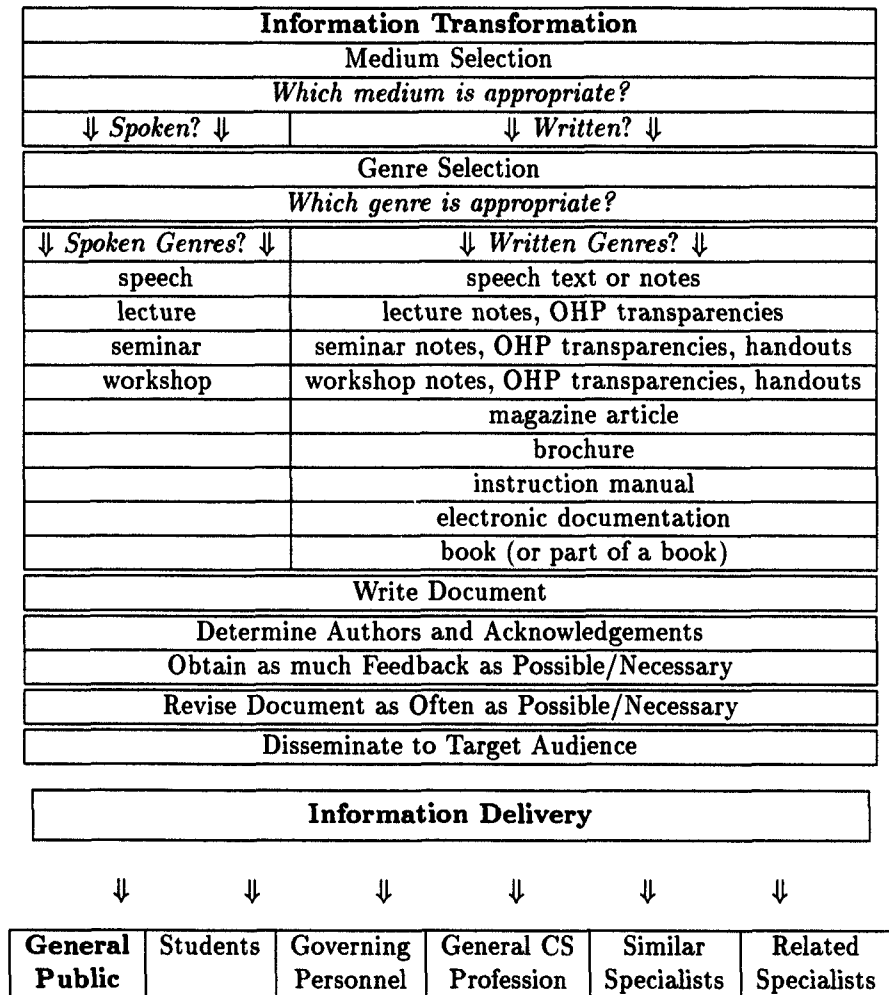 Information Transformation
Medium Selection
Which medium is appropriate?
⇓ Spoken? ⇓ ⇓ Written? ⇓
Genre Selection
Which genre is appropriate?
⇓ Spoken Genres? ⇓ ⇓ Written Genres? ⇓
speech speech text or notes
lecture lecture notes, OHP transparencies
seminar seminar notes, OHP transparencies, handouts
workshop workshop notes, OHP transparencies, handouts
magazine article
brochure
instruction manual
electronic documentation
book (or part of a book)
Write Document
Determine Authors and Acknowledgements
Obtain as much Feedback as Possible/Necessary
Revise Document as Often as Possible/Necessary
Disseminate to Target Audience
Information Delivery
⇓ ⇓ ⇓ ⇓ ⇓ ⇓
General Students Governing General CS Similar Related
Public Personnel Profession Specialists Specialists